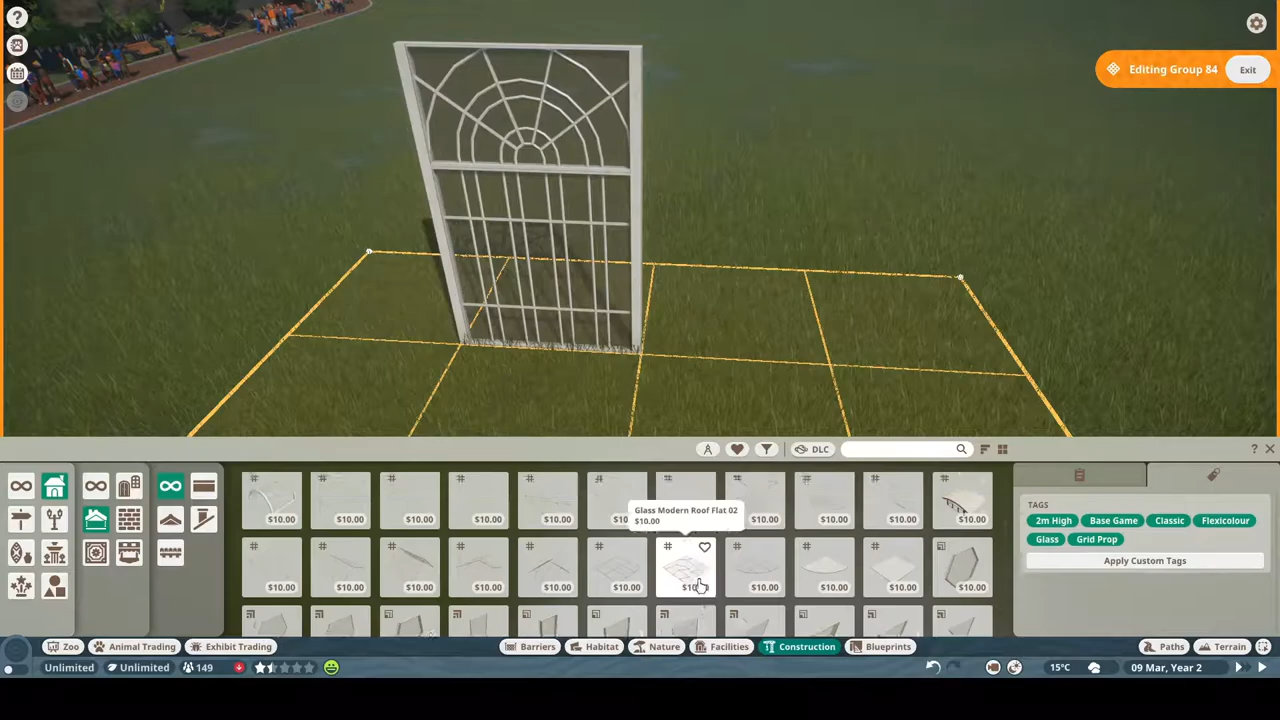 ?
Editing Group 84
Exit
DLC
?
$10.00
$10.00
$10.00
$10.00
$10.00
$10.00
$10.00
$10.00
$10.00
$10.00
Glass Modern Roof Flat 02
$10.00
$10.00
$10.00
$10.00
$10.00
$10.00
$10.00
$10.00
$10.00
$10.00
$10.00
TAGS
2m High
Base Game
Classic
Flexicolour
Glass
Grid Prop
Apply Custom Tags
Zoo
Animal Trading
Exhibit Trading
Barriers
Habitat
Nature
Facilities
Construction
Blueprints
Paths
Terrain
Unlimited
Unlimited
149
15°C
09 Mar, Year 2